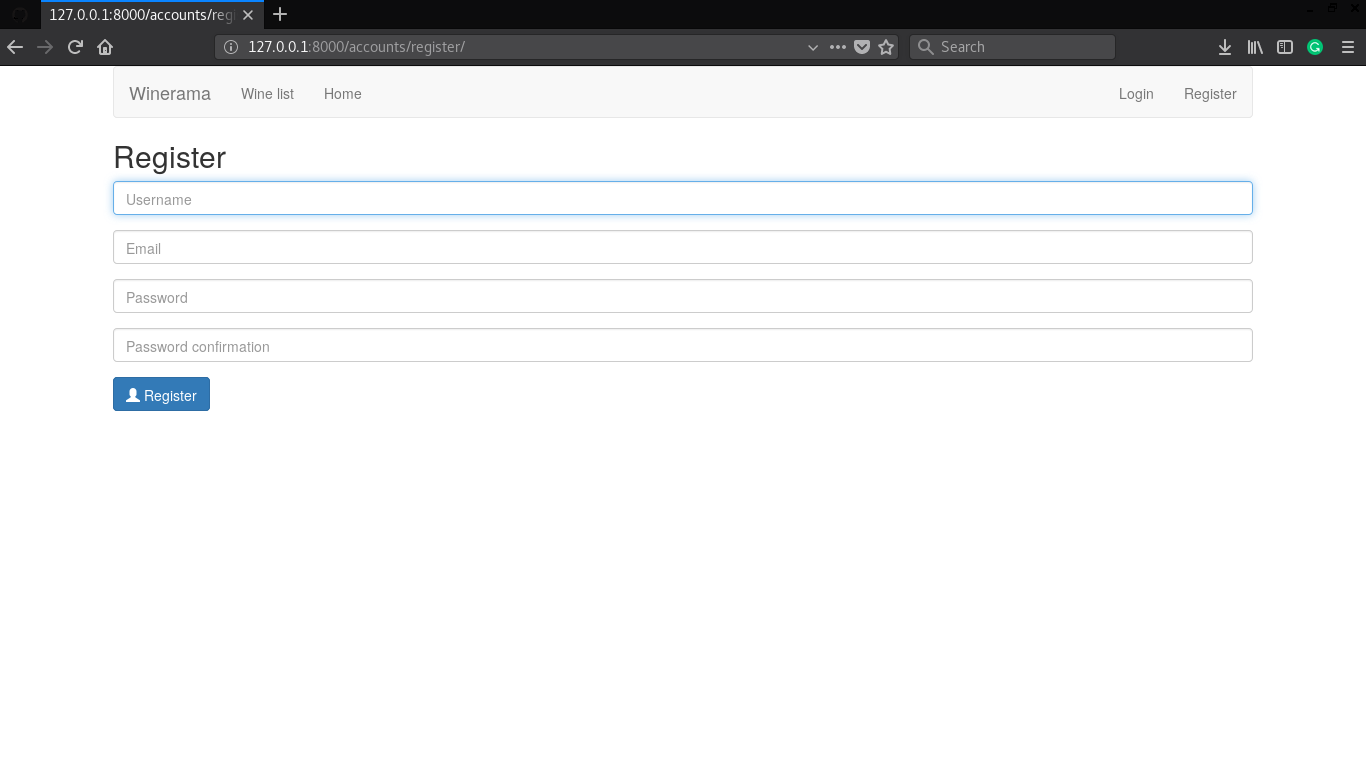 127.0.0.1:8000/accounts/reg
127.0.0.1:8000/accounts/register/
Search
Winerama Wine list Home Login Register
Register
Username
Email
Password
Password confirmation
Register